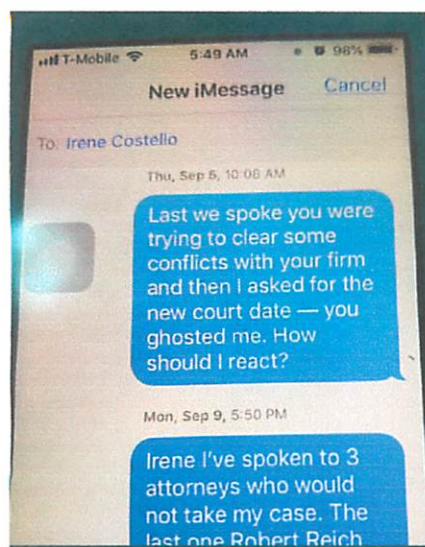 T-Mobile 5:49 AM 98%
New iMessage Cancel
To: Irene Costello
Thu, Sep 5, 10:08 AM
Last we spoke you were
trying to clear some
conflicts with your firm
and then I asked for the
new court date — you
ghosted me. How
should I react?
Mon, Sep 9, 5:50 PM
Irene I've spoken to 3
attorneys who would
not take my case. The
last one Robert Reich